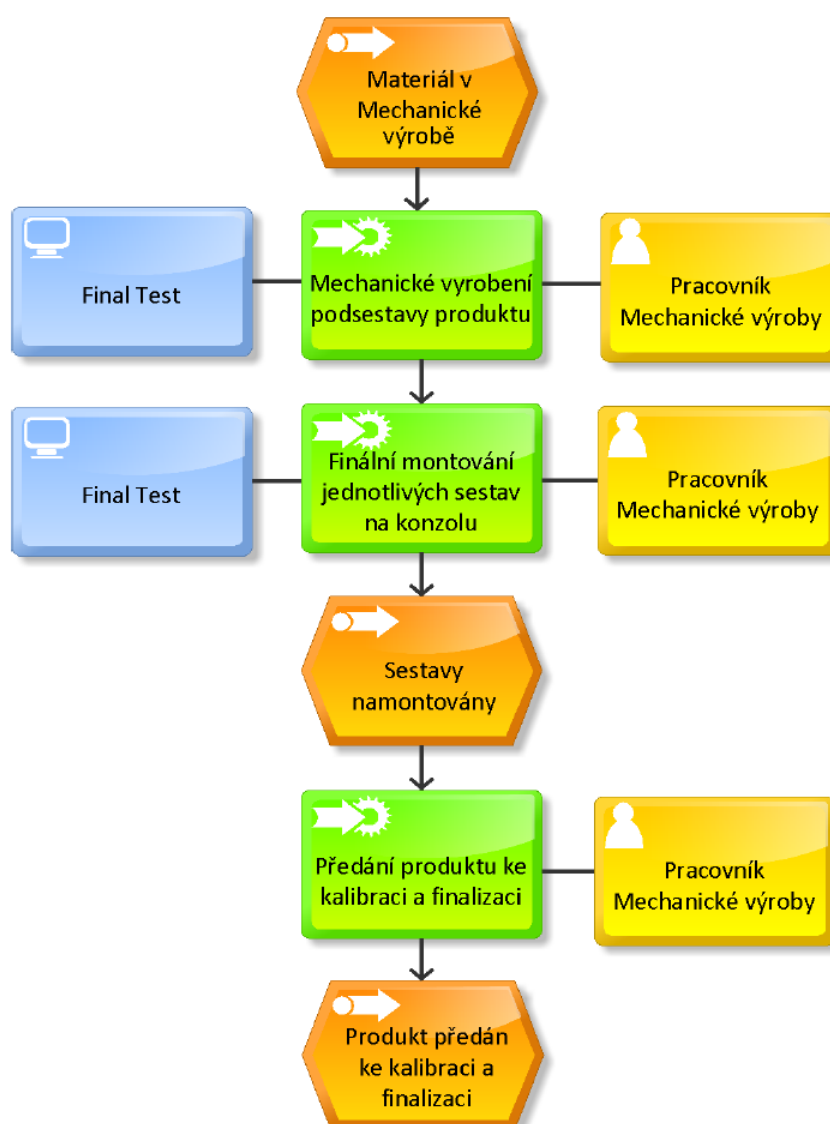 Materiál v
Mechanické
výrobě
Final Test
Mechanické vyrobení
podsestavy produktu
Pracovník
Mechanické výroby
Final Test
Finální montování
jednotlivých sestav
na konzolu
Pracovník
Mechanické výroby
Sestavy
namontovány
Předání produktu ke
kalibraci a finalizaci
Pracovník
Mechanické výroby
Produkt předán
ke kalibraci a
finalizaci